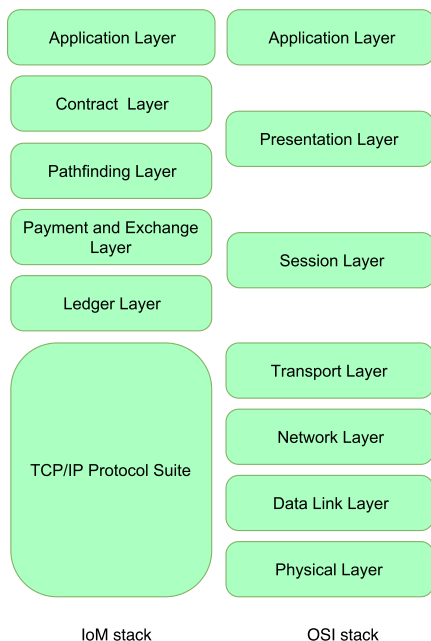 Application Layer
Contract  Layer
Pathfinding Layer
Payment and Exchange
Layer
Ledger Layer
TCP/IP Protocol Suite
IoM stack
Application Layer
Presentation Layer
Session Layer
Transport Layer
Network Layer
Data Link Layer
Physical Layer
OSI stack